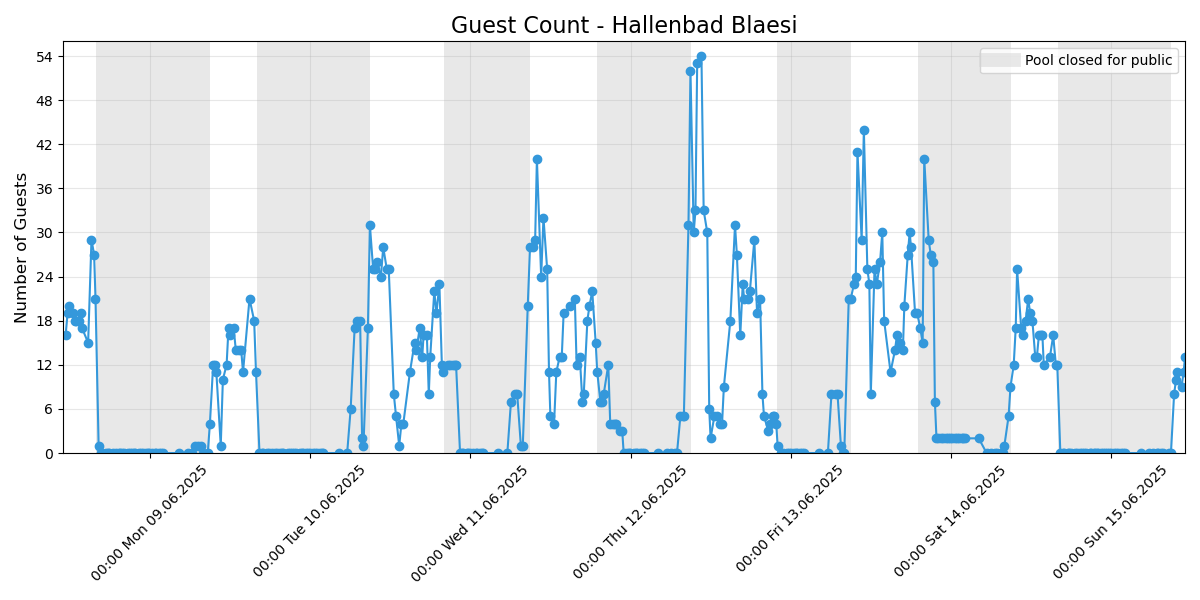 Guest Count - Hallenbad Blaesi
Pool closed for public
Number of Guests
54
48
42
36
30
24
18
12
6
0
00:00 Mon 09.06.2025
00:00 Tue 10.06.2025
00:00 Wed 11.06.2025
00:00 Thu 12.06.2025
00:00 Fri 13.06.2025
00:00 Sat 14.06.2025
00:00 Sun 15.06.2025